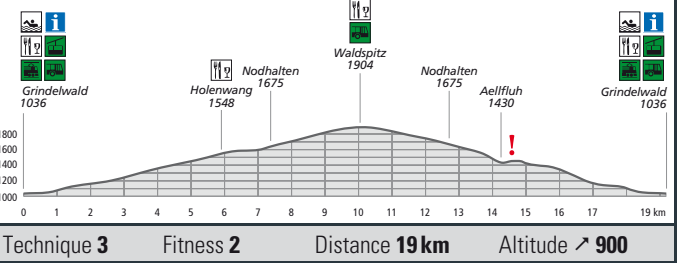 Grindelwald
1036
Holenwang
1548
Nodhalten
1675
Waldspitz
1904
Nodhalten
1675
Aellfluh
1430
Grindelwald
1036
!
1800
1600
1400
1200
1000
0 1 2 3 4 5 6 7 8 9 10 11 12 13 14 15 16 17 19 km
Technique 3 Fitness 2 Distance 19 km Altitude ↗ 900